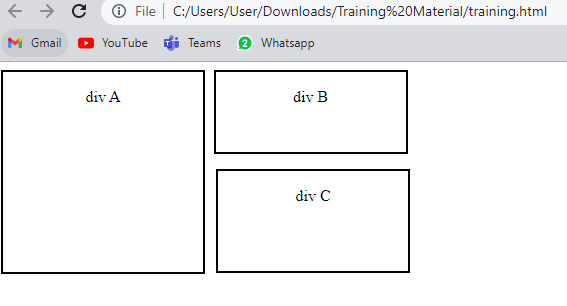 File | C:/Users/User/Downloads/Training%20Material/training.html
Gmail YouTube Teams 2 Whatsapp
div A div B
div C